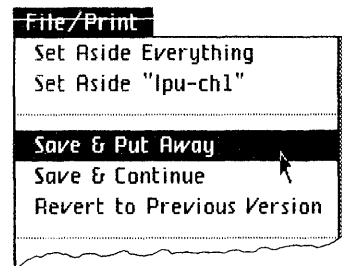 File/Print
Set Aside Everything
Set Aside "lpu-ch1"
Save & Put Away
Save & Continue
Revert to Previous Version